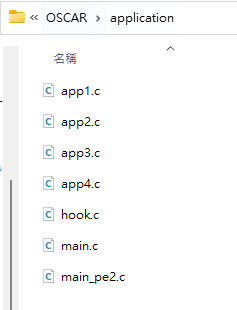 « OSCAR › application
名稱
app1.c
app2.c
app3.c
app4.c
hook.c
main.c
main_pe2.c